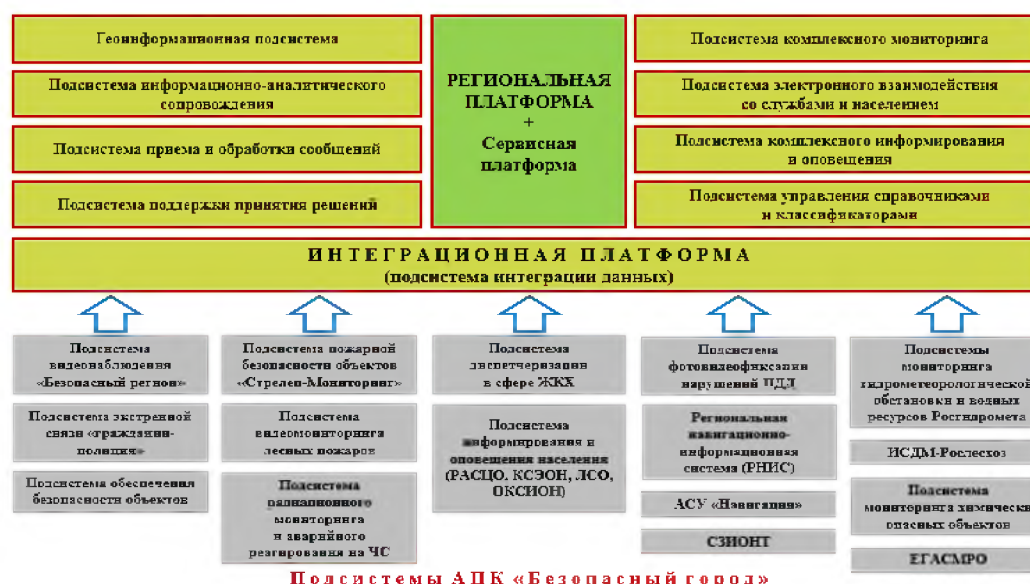 Геоинформационная подсистема
Подсистема информационно-аналитического
сопровождения
Подсистема приема и обработки сообщений
Подсистема поддержки принятия решений
РЕГИОНАЛЬНАЯ
ПЛАТФОРМА
+
Сервисная
платформа
Подсистема комплексного мониторинга
Подсистема электронного взаимодействия
со службами и населением
Подсистема комплексного информирования
и оповещения
Подсистема управления справочниками
и классификаторами
ИНТЕГРАЦИОННАЯ ПЛАТФОРМА
(подсистема интеграции данных)
Подсистема
видеонаблюдения
«Безопасный регион»
Подсистема экстренной
связи «гражданин-
полиция»
Подсистема обеспечения
безопасности объектов
Подсистема пожарной
безопасности объектов
«Стрелец-Мониторинг»
Подсистема
видеомониторинга
лесных пожаров
Подсистема
радиационного
мониторинга
и аварийного
реагирования на ЧС
Подсистема
диспетчеризации
в сфере ЖКХ
Подсистема
информирования и
оповещения населения
(РАСЦО, КСЭОН, ЛСО,
ОКСИОН)
Подсистема
фотовидеофиксации
нарушений ПДД
Региональная
навигационно-
информационная
система (РНИС)
АСУ «Навигация»
СЗИОНТ
Подсистемы
мониторинга
гидрометеорологической
обстановки и водных
ресурсов Росгидромета
ИСДМ-Рослесхоз
Подсистема
мониторинга химически
опасных объектов
ЕГАСМРО
Подсистемы АПК «Безопасный город»